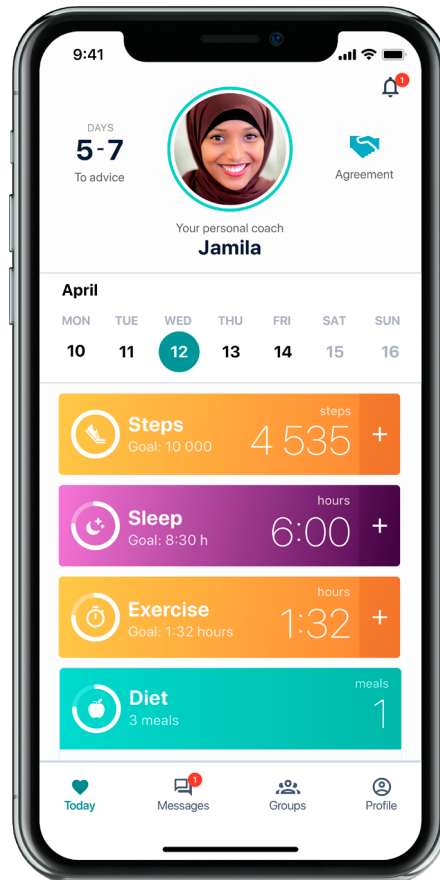 9:41
1
DAYS
5-7
To advice
Agreement
Your personal coach
Jamila
April
MON TUE WED THU FRI SAT SUN
10 11 12 13 14 15 16
steps
Steps
Goal: 10 000
4 535
+
hours
Sleep
Goal: 8:30 h
6:00
+
hours
Exercise
Goal: 1:32 hours
1:32
+
meals
Diet
3 meals
1
1
Today Messages Groups Profile